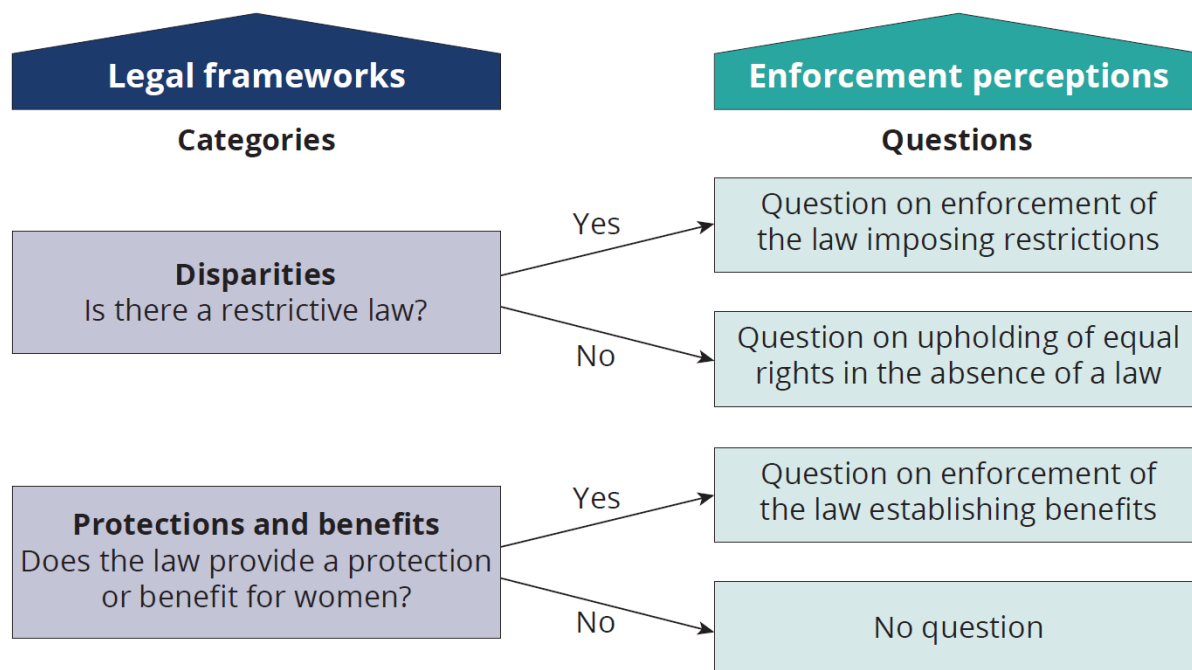 Legal frameworks
Enforcement perceptions
Categories
Questions
Disparities
Is there a restrictive law?
Yes
Question on enforcement of
the law imposing restrictions
No
Question on upholding of equal
rights in the absence of a law
Protections and benefits
Does the law provide a protection
or benefit for women?
Yes
Question on enforcement of
the law establishing benefits
No
No question